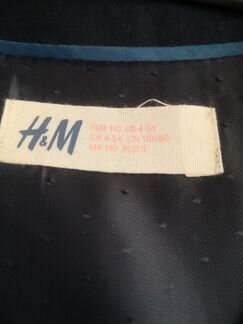 H&M
EUR 110 US 4-5Y
CA 4-5A CN 110/60
MX 110 AUS 5